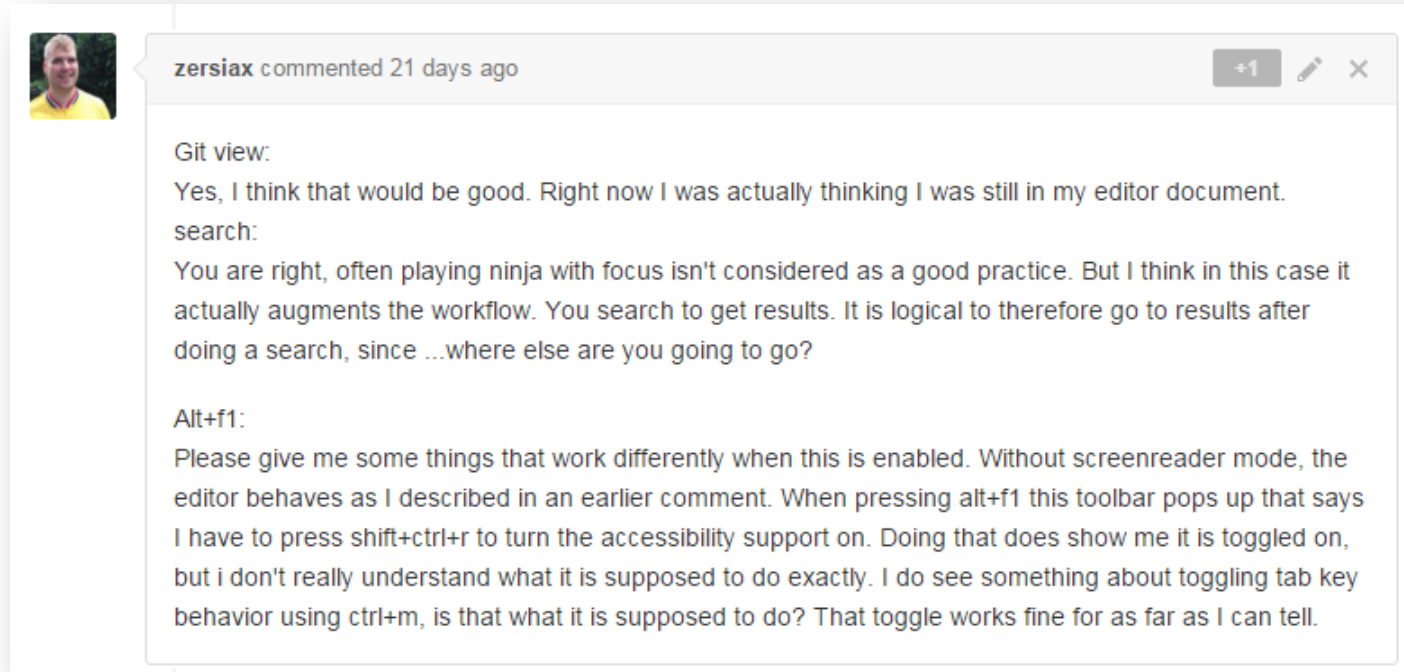 zersiax commented 21 days ago
+1
Git view:
Yes, I think that would be good. Right now I was actually thinking I was still in my editor document.
search:
You are right, often playing ninja with focus isn't considered as a good practice. But I think in this case it
actually augments the workflow. You search to get results. It is logical to therefore go to results after
doing a search, since ...where else are you going to go?
Alt+f1:
Please give me some things that work differently when this is enabled. Without screenreader mode, the
editor behaves as I described in an earlier comment. When pressing alt+f1 this toolbar pops up that says
I have to press shift+ctrl+r to turn the accessibility support on. Doing that does show me it is toggled on,
but i don't really understand what it is supposed to do exactly. I do see something about toggling tab key
behavior using ctrl+m, is that what it is supposed to do? That toggle works fine for as far as I can tell.